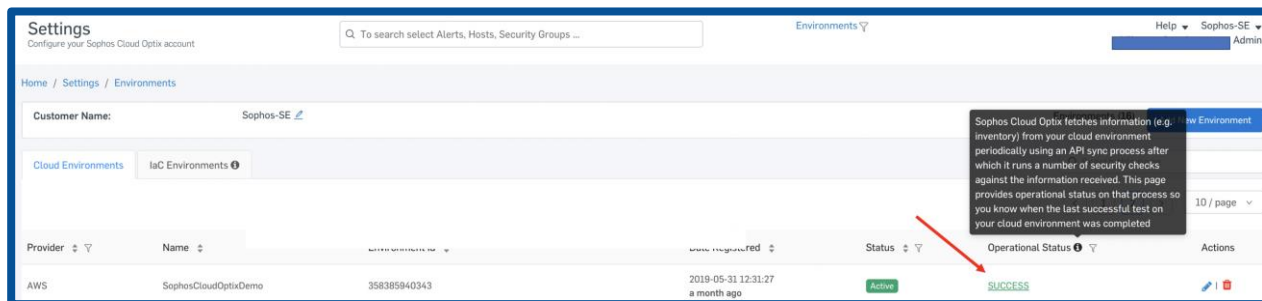 Settings
Configure your Sophos Cloud Optix account
To search select Alerts, Hosts, Security Groups ...
Environments
Help Sophos-SE
Admin
Home / Settings / Environments
Customer Name: Sophos-SE
New Environment
Sophos Cloud Optix fetches information (e.g.
inventory) from your cloud environment
periodically using an API sync process after
which it runs a number of security checks
against the information received. This page
provides operational status on that process so
you know when the last successful test on
your cloud environment was completed
Cloud Environments IaC Environments
10 / page
Provider Name Registered Status Operational Status Actions
AWS SophosCloudOptixDemo 358385940343 2019-05-31 12:31:27 Active SUCCESS
a month ago